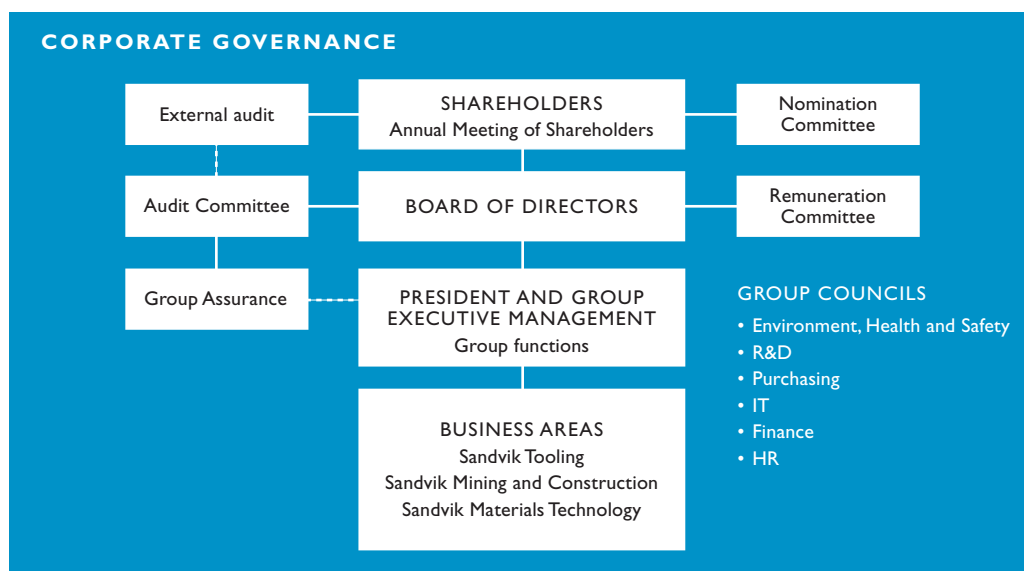 CORPORATE GOVERNANCE
External audit
SHAREHOLDERS
Annual Meeting of Shareholders
Nomination
Committee
Audit Committee
BOARD OF DIRECTORS
Remuneration
Committee
Group Assurance
PRESIDENT AND GROUP
EXECUTIVE MANAGEMENT
Group functions
GROUP COUNCILS
• Environment, Health and Safety
• R&D
• Purchasing
• IT
• Finance
• HR
BUSINESS AREAS
Sandvik Tooling
Sandvik Mining and Construction
Sandvik Materials Technology